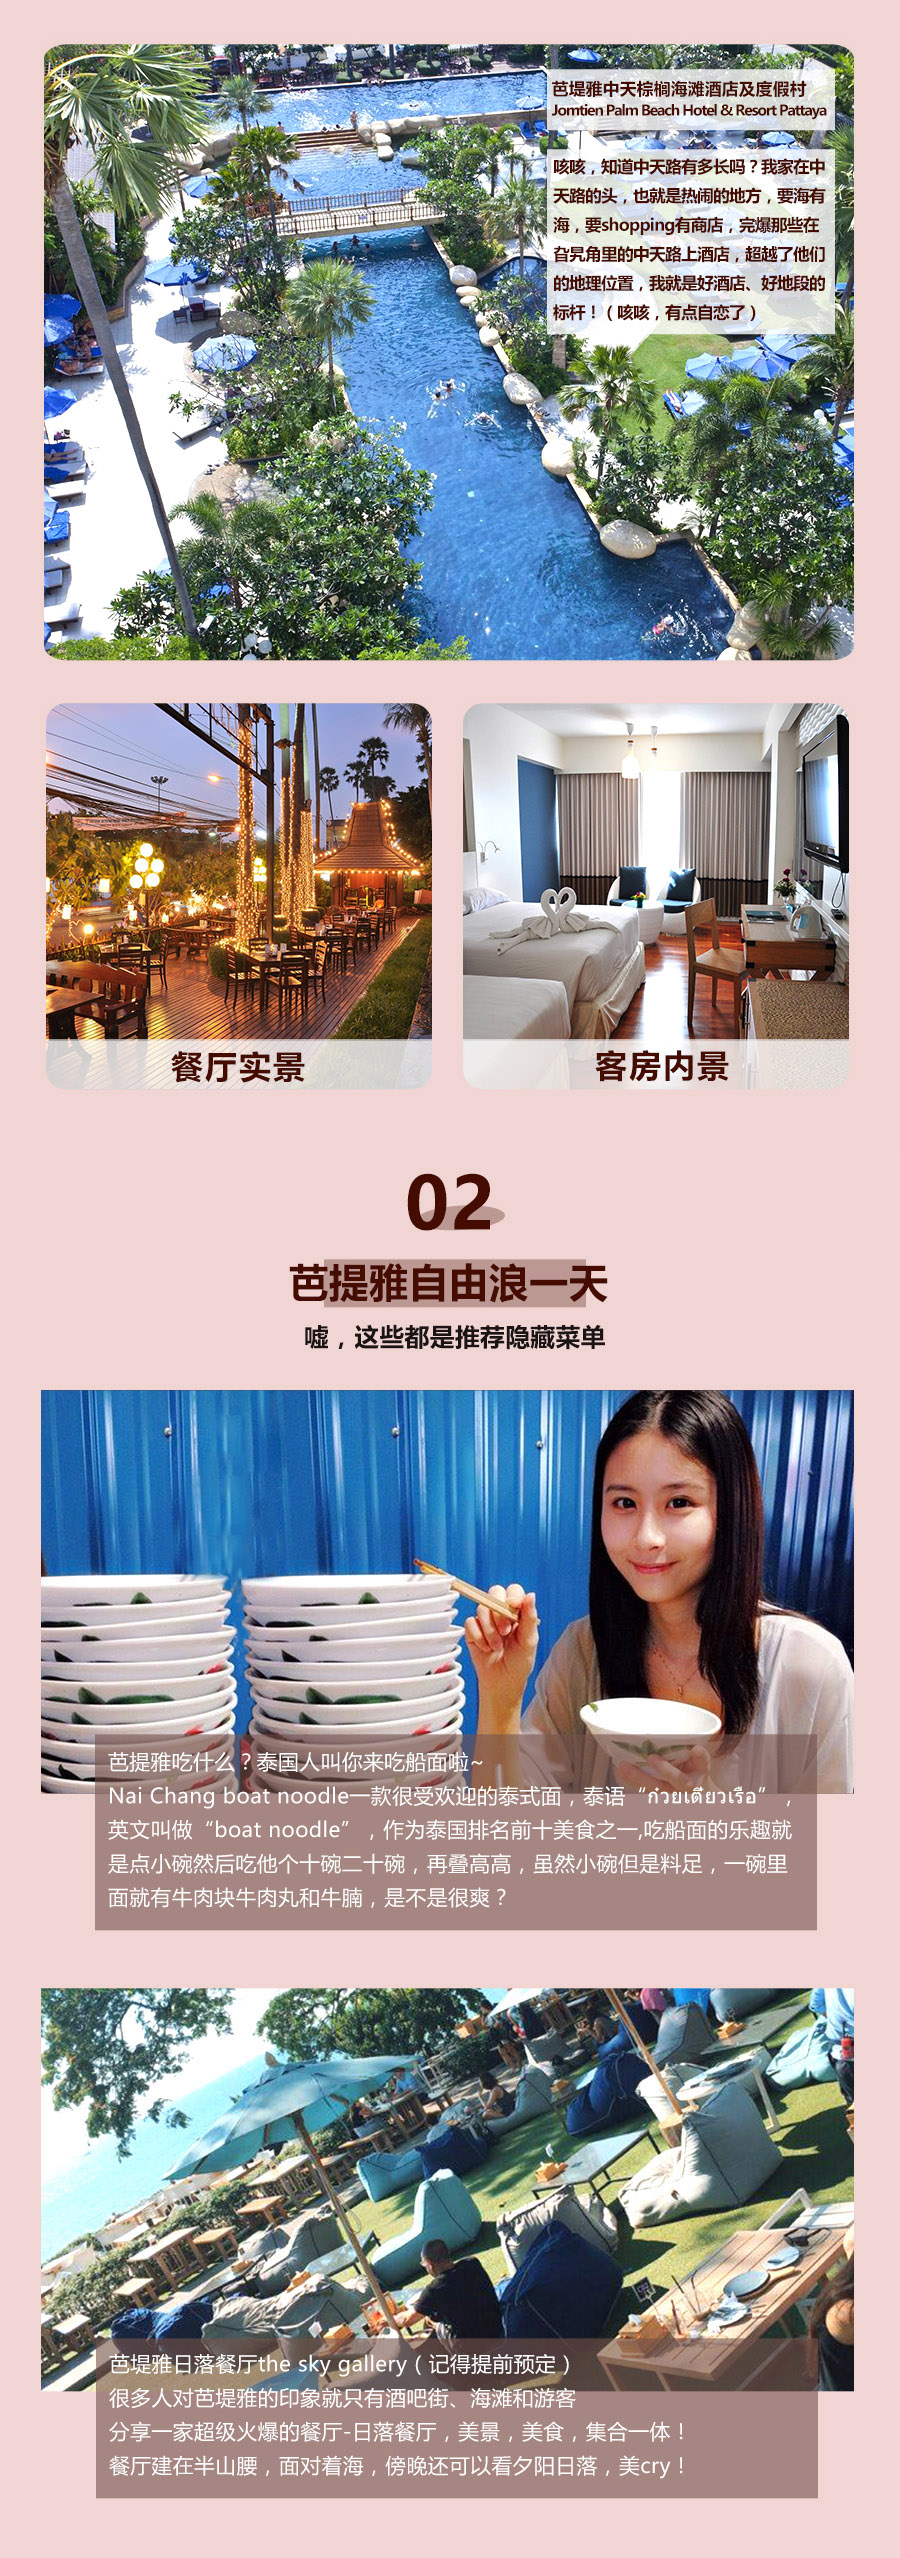 芭堤雅中天棕榈海滩酒店及度假村
Jomtien Palm Beach Hotel & Resort Pattaya
咳咳，知道中天路有多长吗？我家在中
天路的头，也就是热闹的地方，要海有
海，要shopping有商店，完爆那些在
旮旯角里的中天路上酒店，超越了他们
的地理位置，我就是好酒店、好地段的
标杆！（咳咳，有点自恋了）
餐厅实景
客房内景
02
芭提雅自由浪一天
嘘，这些都是推荐隐藏菜单
芭提雅吃什么？泰国人叫你来吃船面啦~
Nai Chang boat noodle一款很受欢迎的泰式面，泰语“ก๋วยเตี๋ยวเรือ”，
英文叫做“boat noodle”，作为泰国排名前十美食之一,吃船面的乐趣就
是点小碗然后吃他个十碗二十碗，再叠高高，虽然小碗但是料足，一碗里
面就有牛肉块牛肉丸和牛腩，是不是很爽？
芭堤雅日落餐厅the sky gallery（记得提前预定）
很多人对芭堤雅的印象就只有酒吧街、海滩和游客
分享一家超级火爆的餐厅-日落餐厅，美景，美食，集合一体！
餐厅建在半山腰，面对着海，傍晚还可以看夕阳日落，美cry！